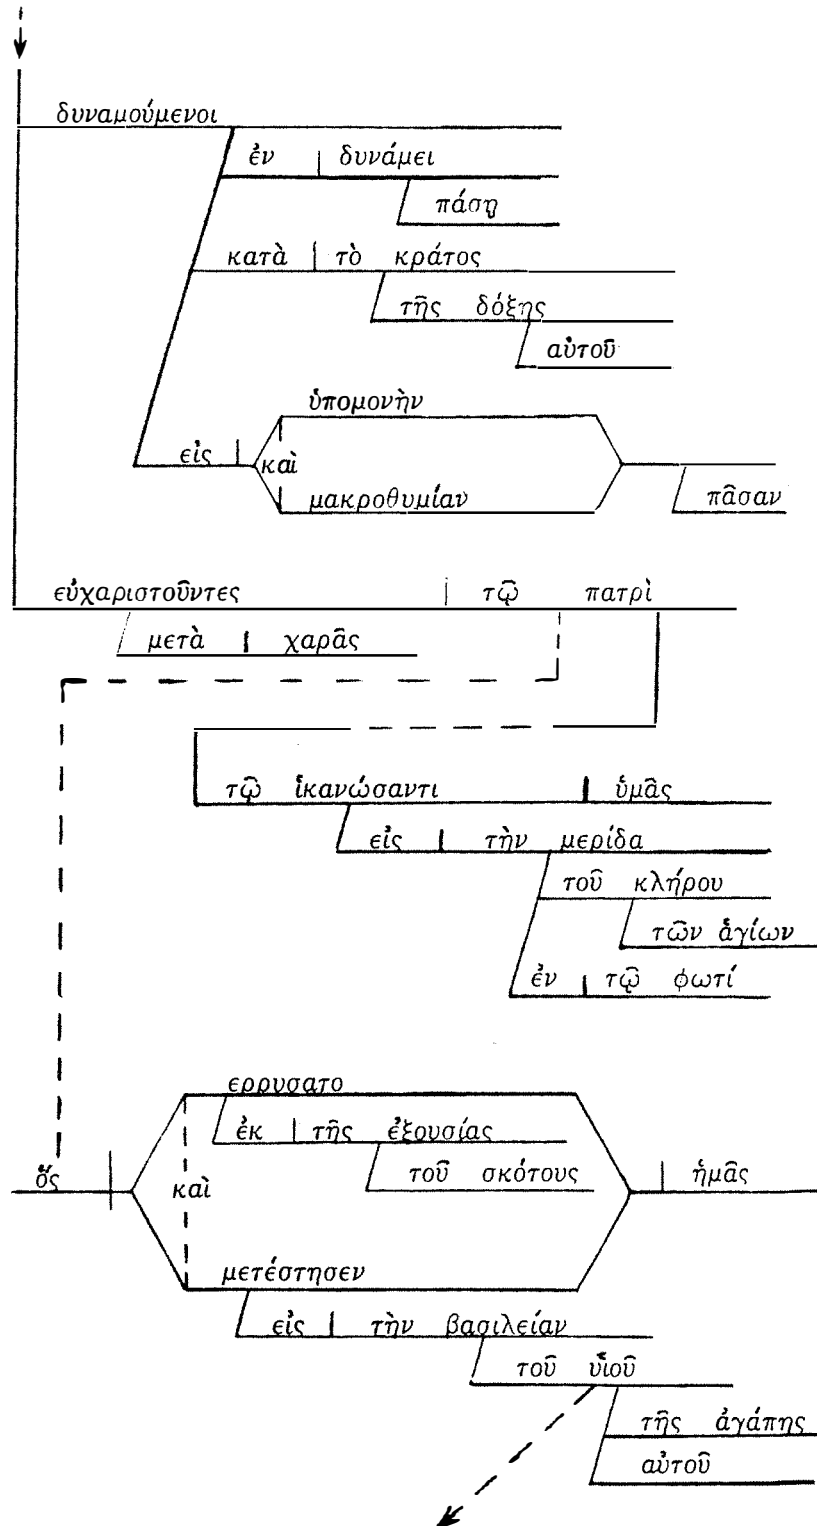 δυναμούμενοι
ἐν δυνάμει
πάσῃ
κατὰ τὸ κράτος
τῆς δόξης
αὐτοῦ
ὑπομονὴν
εἰς καὶ
μακροθυμίαν πᾶσαν
εὐχαριστοῦντες τῷ πατρὶ
μετὰ χαρᾶς
τῷ ἱκανώσαντι ὑμᾶς
εἰς τὴν μερίδα
τοῦ κλήρου
τῶν ἁγίων
ἐν τῷ φωτί
ερρυσατο
ἐκ τῆς ἐξουσίας
ὅς καὶ τοῦ σκότους ἡμᾶς
μετέστησεν
εἰς τὴν βασιλείαν
τοῦ υἱοῦ
τῆς ἀγάπης
αὐτοῦ